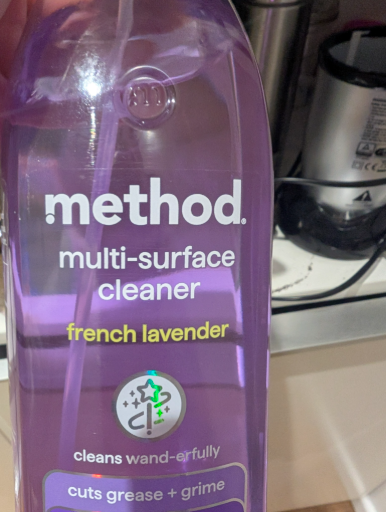 method.
multi-surface
cleaner
french lavender
cleans wand-erfully
cuts grease + grime